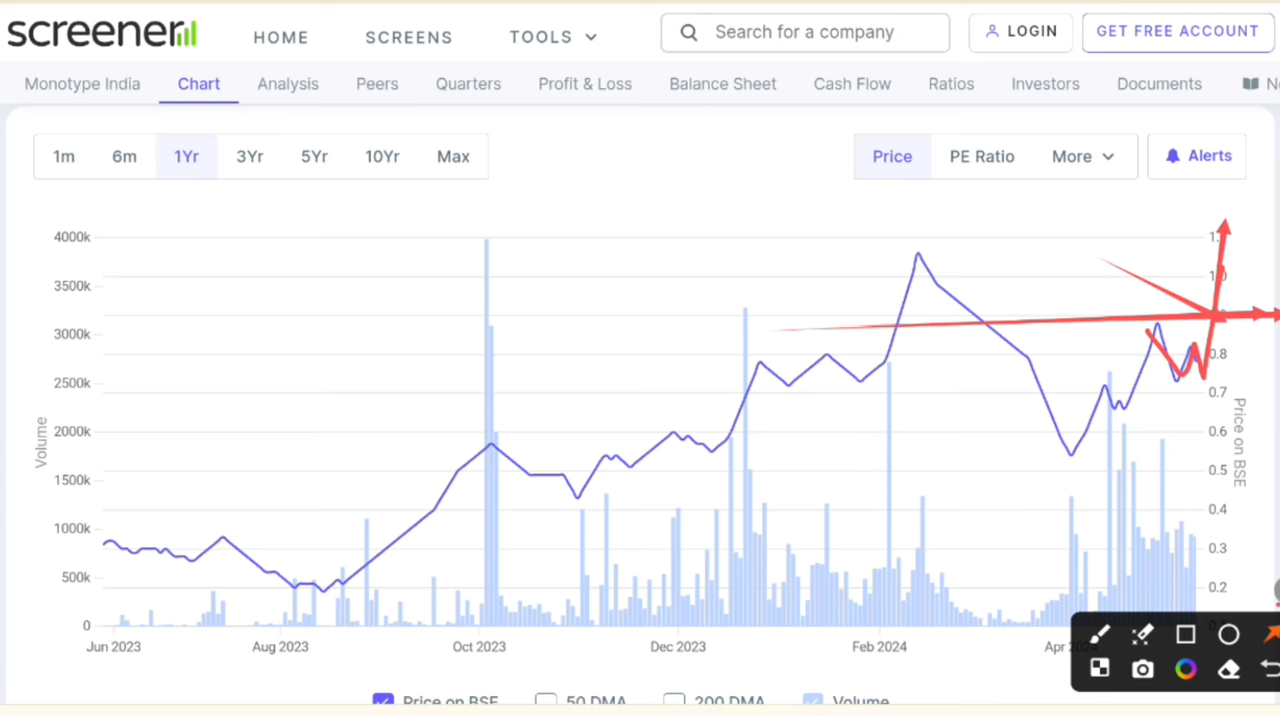 screener
HOME SCREENS TOOLS
Search for a company
LOGIN
GET FREE ACCOUNT
Monotype India Chart Analysis Peers Quarters Profit & Loss Balance Sheet Cash Flow Ratios Investors Documents
1m 6m 1Yr 3Yr 5Yr 10Yr Max
Price PE Ratio More
Alerts
4000k
3500k
3000k
2500k
2000k
1500k
1000k
500k
0
Volume
0.8
0.7
0.6
0.5
0.4
0.3
0.2
Price on BSE
Jun 2023 Aug 2023 Oct 2023 Dec 2023 Feb 2024
Price on BSE 50 DMA 200 DMA Volume